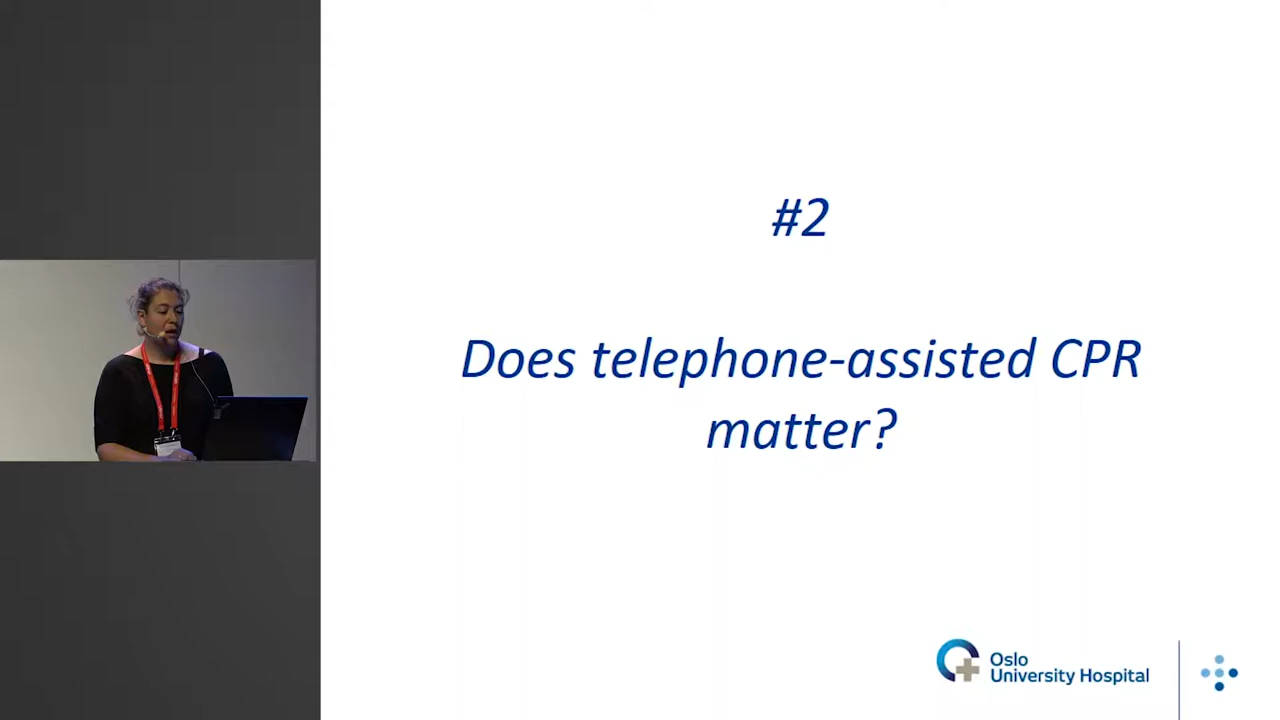 #2
Does telephone-assisted CPR
matter?
Oslo
University Hospital